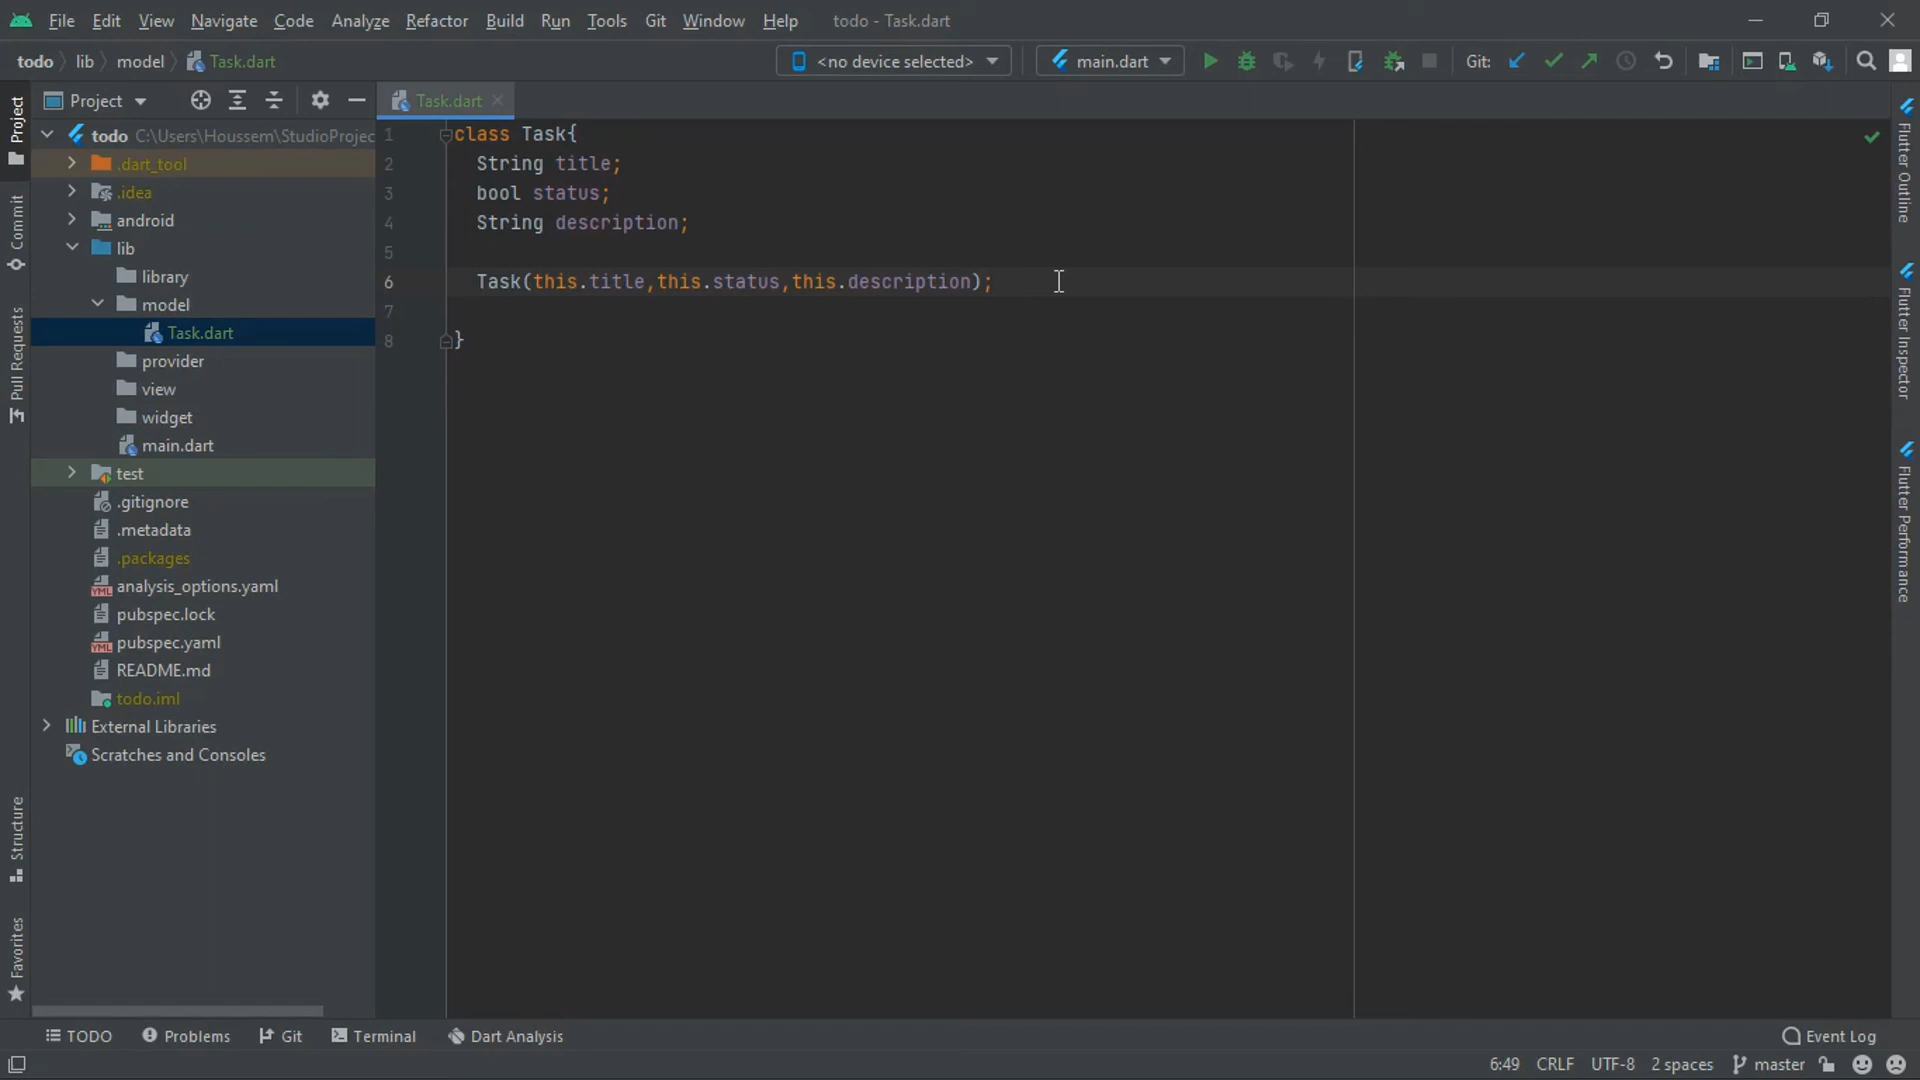 File Edit View Navigate Code Analyze Refactor Build Run Tools Git Window Help todo - Task.dart
todo lib model Task.dart <no device selected> main.dart Git:
Project Task.dart
Project
Commit
Pull Requests
Structure
Favorites
todo C:\Users\Houssem\StudioProjec
.dart_tool
.idea
android
lib
library
model
Task.dart
provider
view
widget
main.dart
test
.gitignore
.metadata
.packages
analysis_options.yaml
pubspec.lock
pubspec.yaml
README.md
todo.iml
External Libraries
Scratches and Consoles
1 class Task{
2 String title;
3 bool status;
4 String description;
5
6 Task(this.title,this.status,this.description);
7
8 }
Flutter Outline
Flutter Inspector
Flutter Performance
TODO Problems Git Terminal Dart Analysis Event Log
6:49 CRLF UTF-8 2 spaces master